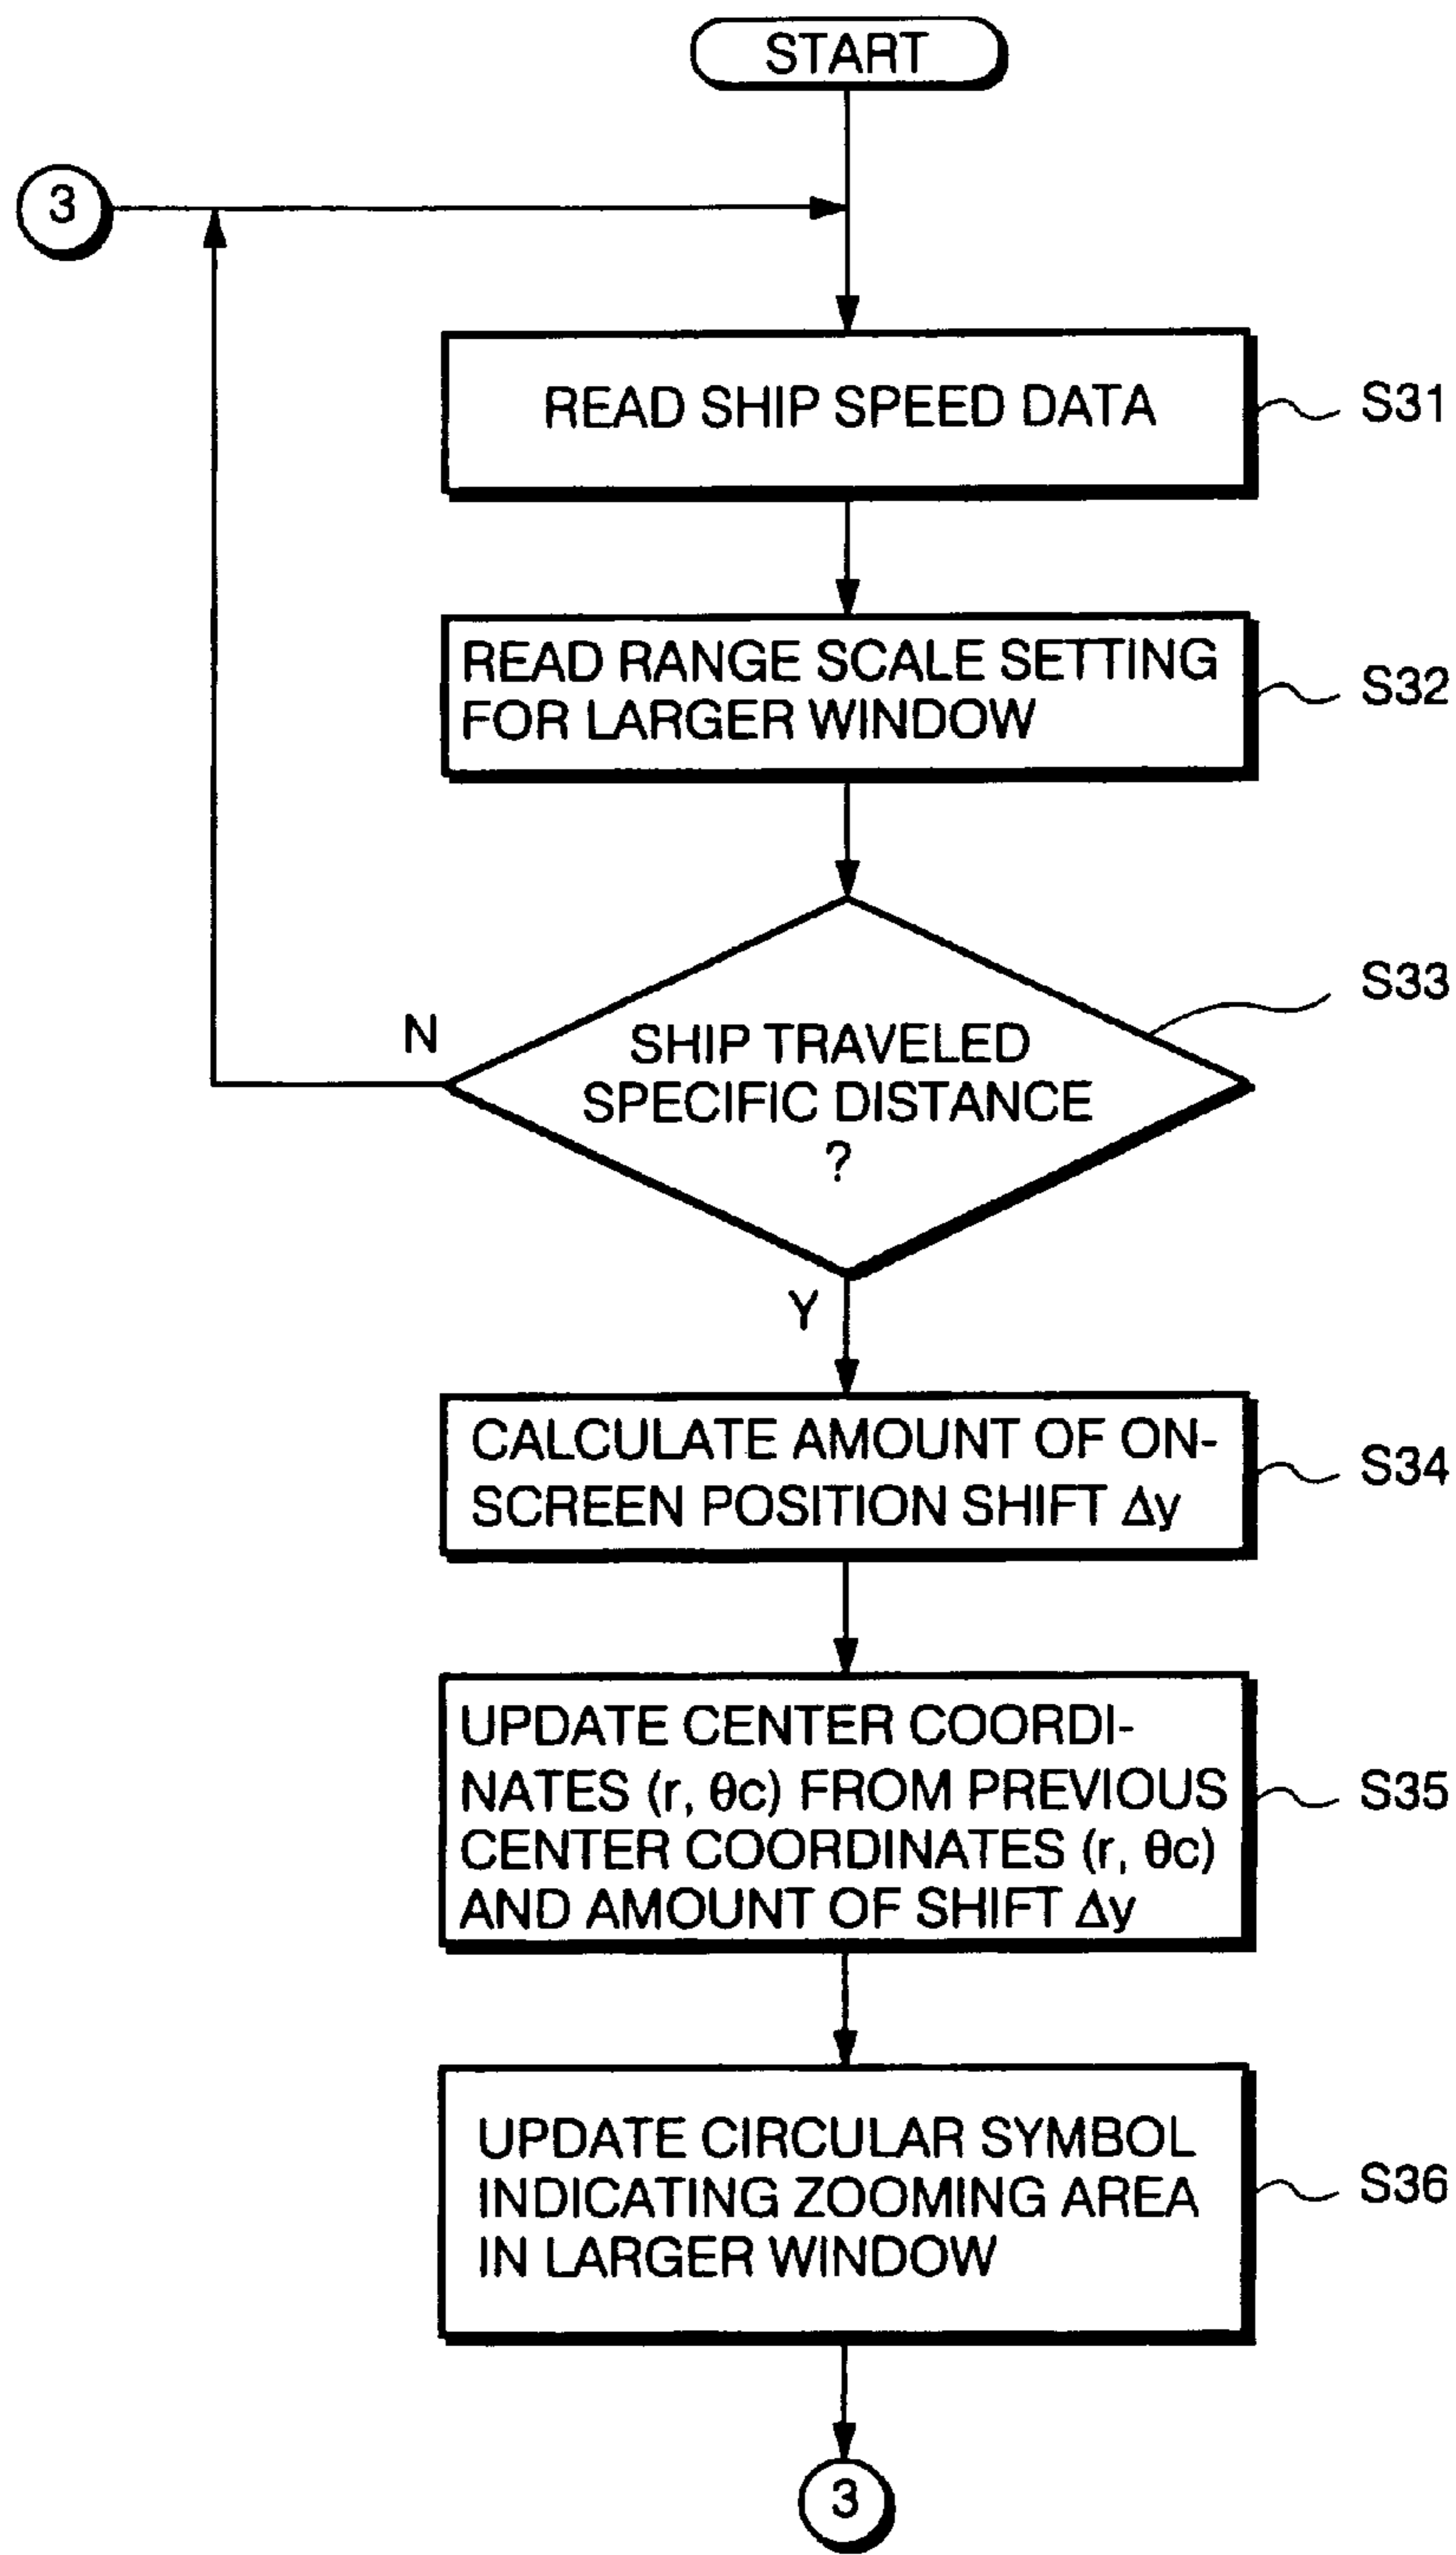 START
3
READ SHIP SPEED DATA
S31
READ RANGE SCALE SETTING
FOR LARGER WINDOW
S32
S33
N
SHIP TRAVELED
SPECIFIC DISTANCE
?
Y
CALCULATE AMOUNT OF ON-
SCREEN POSITION SHIFT Δy
S34
UPDATE CENTER COORDI-
NATES (r, θc) FROM PREVIOUS
CENTER COORDINATES (r, θc)
AND AMOUNT OF SHIFT Δy
S35
UPDATE CIRCULAR SYMBOL
INDICATING ZOOMING AREA
IN LARGER WINDOW
S36
3